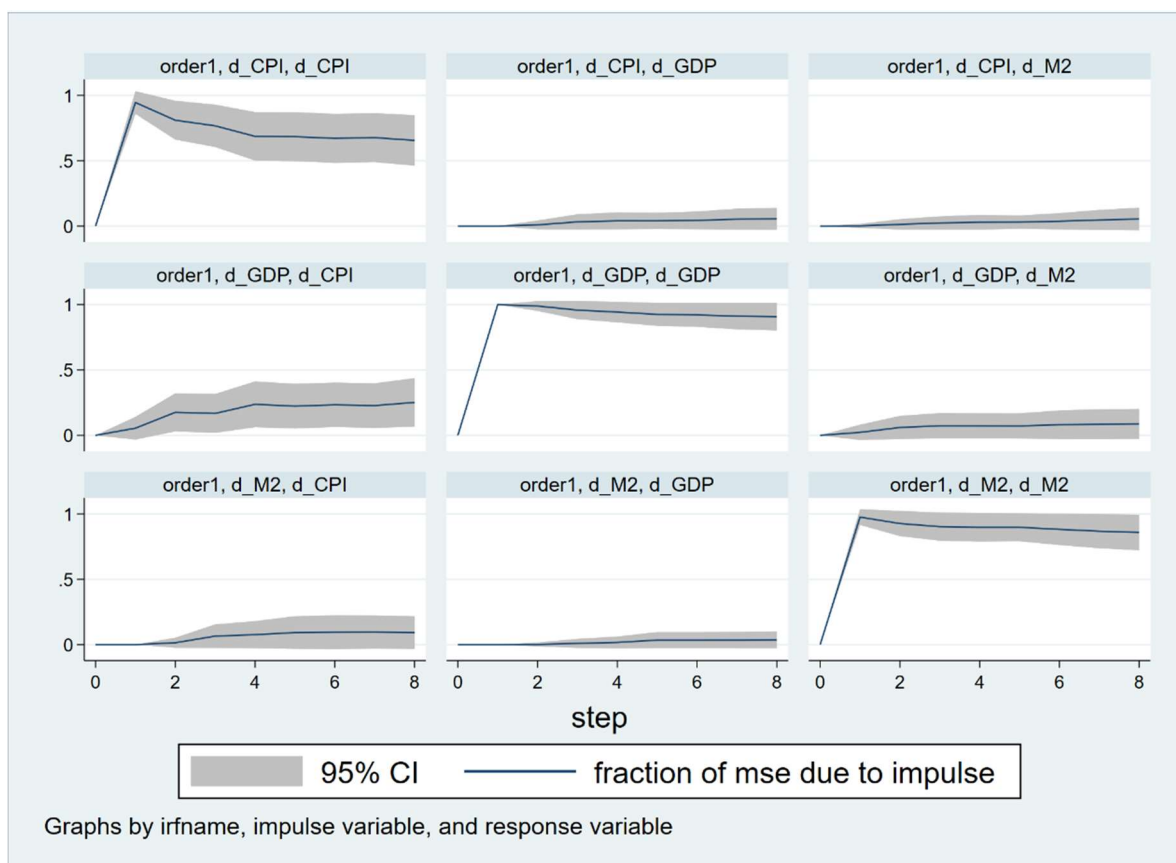 order1, d_CPI, d_CPI
order1, d_CPI, d_GDP
order1, d_CPI, d_M2
1
.5
0
order1, d_GDP, d_CPI
order1, d_GDP, d_GDP
order1, d_GDP, d_M2
1
.5
0
order1, d_M2, d_CPI
order1, d_M2, d_GDP
order1, d_M2, d_M2
1
.5
0
0 2 4 6 8
0 2 4 6 8
0 2 4 6 8
step
95% CI
fraction of mse due to impulse
Graphs by irfname, impulse variable, and response variable